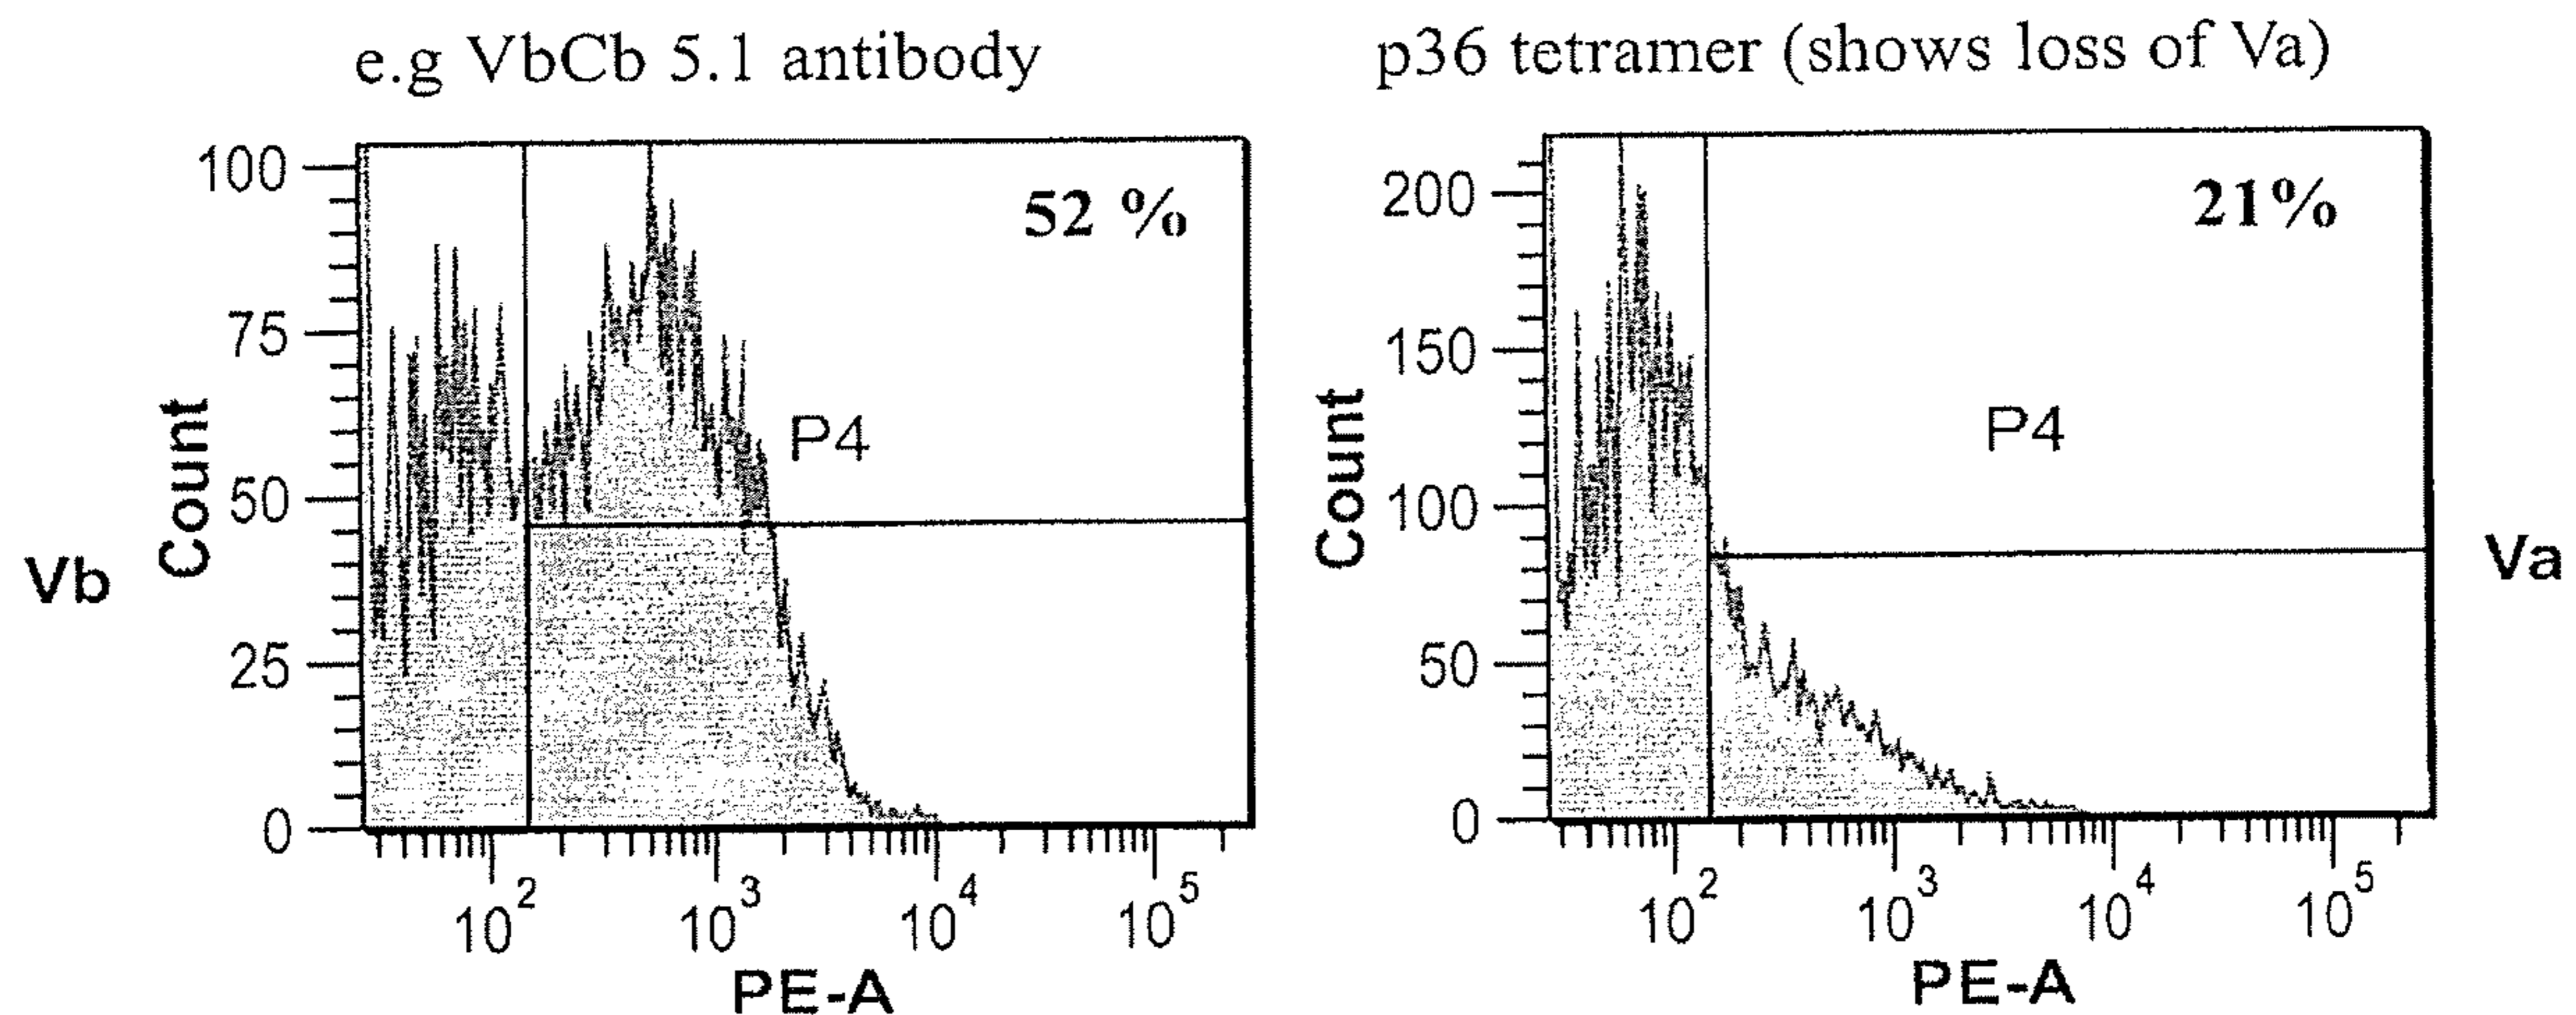 e.g VbCb 5.1 antibody
p36 tetramer (shows loss of Va)
100
75
50
25
0
Count
Vb
52 %
P4
10^2
10^3
10^4
10^5
PE-A
200
150
100
50
0
Count
21%
P4
Va
10^2
10^3
10^4
10^5
PE-A